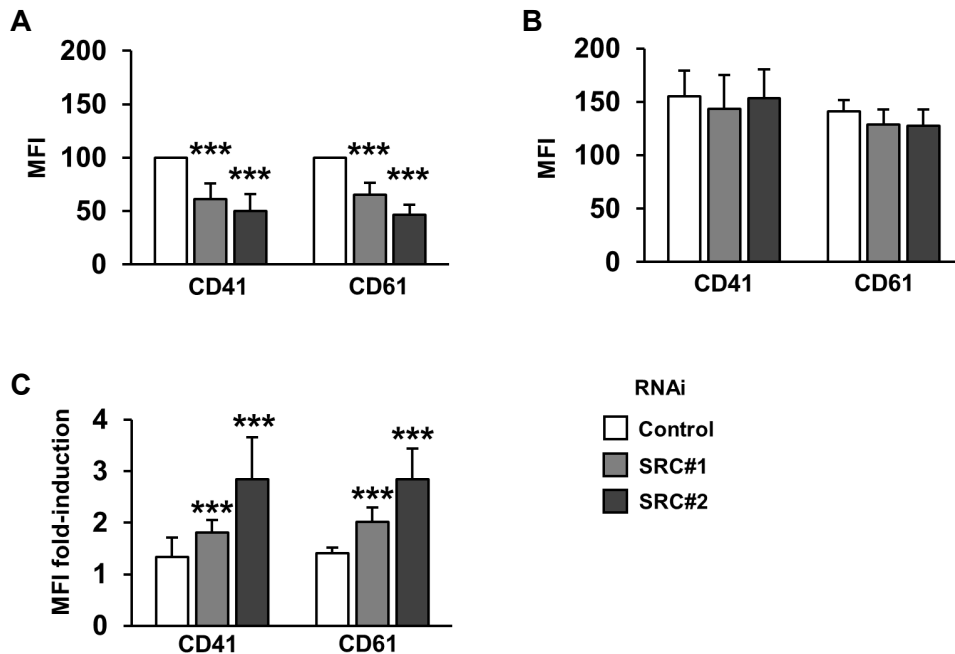 A
MFI
200
150
100
50
0
*** ***
*** ***
CD41 CD61
B
MFI
200
150
100
50
0
CD41 CD61
C
MFI fold-induction
4
3
2
1
0
*** ***
*** ***
CD41 CD61
RNAi
Control
SRC#1
SRC#2